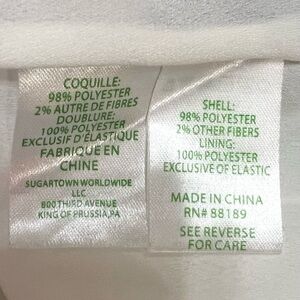 COQUILLE:
98% POLYESTER
2% AUTRE DE FIBRES
DOUBLURE:
100% POLYESTER
EXCLUSIF D'ÉLASTIQUE
FABRIQUE EN
CHINE
SUGARTOWN WORLDWIDE
LLC
800 THIRD AVENUE
KING OF PRUSSIA,PA
SHELL:
98% POLYESTER
2% OTHER FIBERS
LINING:
100% POLYESTER
EXCLUSIVE OF ELASTIC
MADE IN CHINA
RN# 88189
SEE REVERSE
FOR CARE